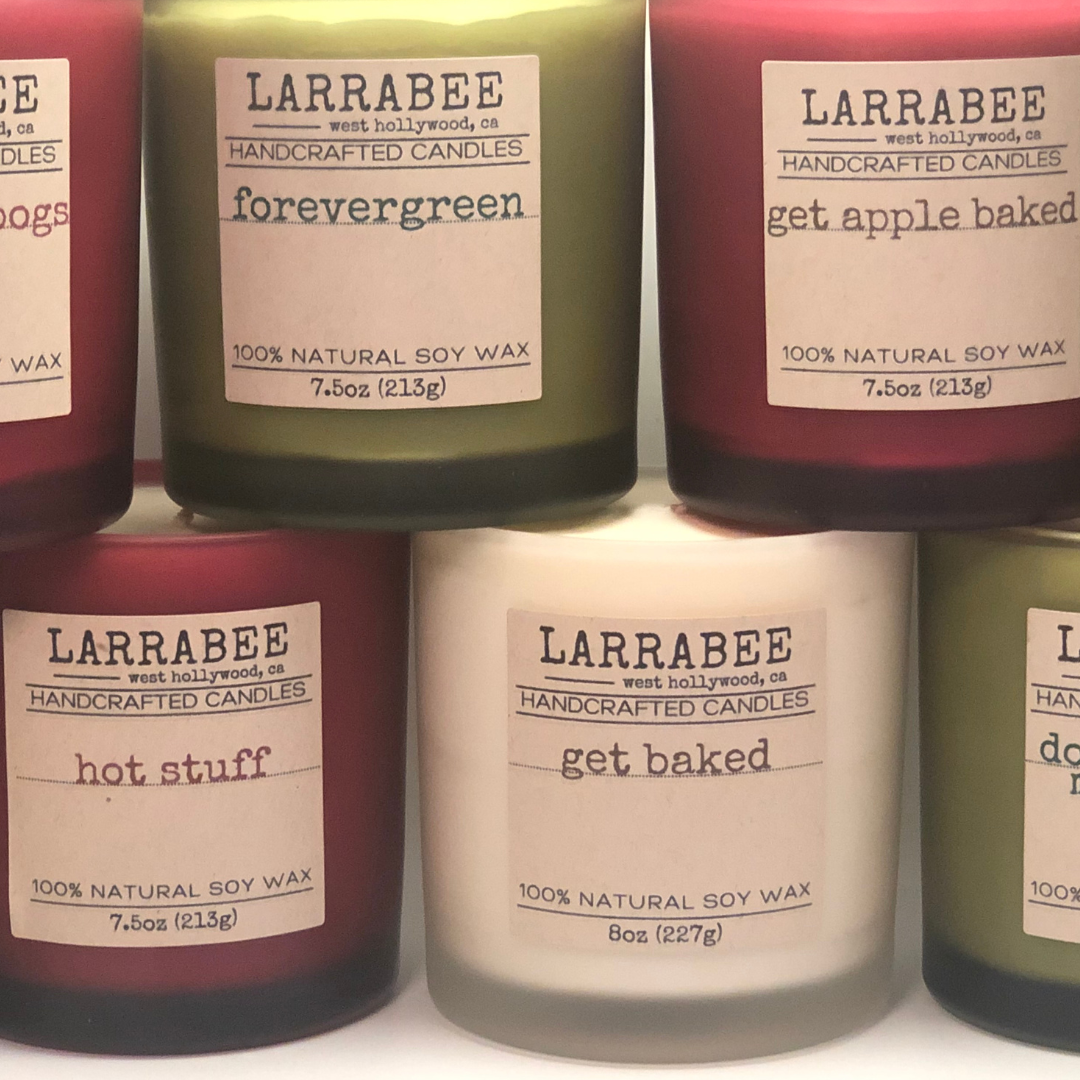 LARRABEE
west hollywood, ca
HANDCRAFTED CANDLES
forevergreen
100% NATURAL SOY WAX
7.5oz (213g)
LARRABEE
west hollywood, ca
HANDCRAFTED CANDLES
get apple baked
100% NATURAL SOY WAX
7.5oz (213g)
ca
WAX
LARRABEE
west hollywood, ca
HANDCRAFTED CANDLES
hot stuff
100% NATURAL SOY WAX
7.5oz (213g)
LARRABEE
west hollywood, ca
HANDCRAFTED CANDLES
get baked
100% NATURAL SOY WAX
8oz (227g)